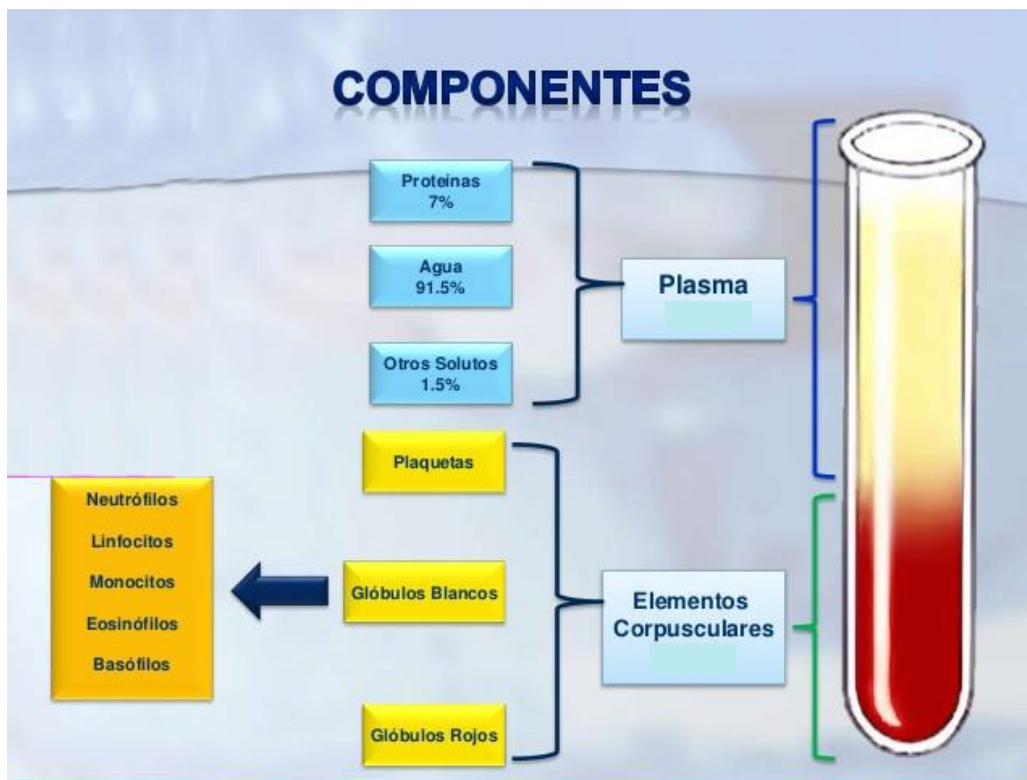 COMPONENTES
Proteínas
7%
Agua
91.5%
Otros Solutos
1.5%
Plasma
Plaquetas
Glóbulos Blancos
Glóbulos Rojos
Elementos
Corpusculares
Neutrófilos
Linfocitos
Monocitos
Eosinófilos
Basófilos